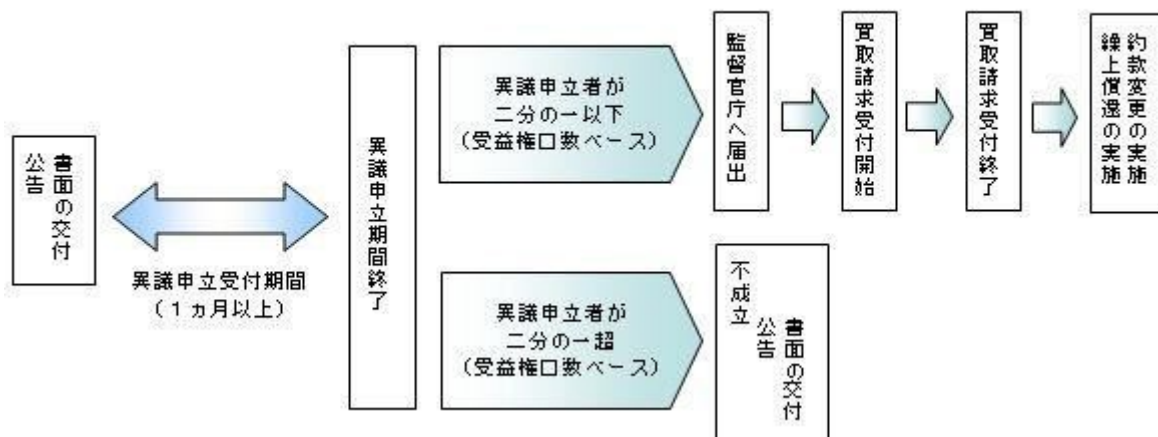 公告
書面の交付
異議申立受付期間
(1ヵ月以上)
異議申立期間終了
異議申立者が
二分の一以下
(受益権口数ベース)
監督官庁へ届出
買取請求受付開始
買取請求受付終了
約款変更の実施
繰上償還の実施
異議申立者が
二分の一超
(受益権口数ベース)
不成立
公告
書面の交付